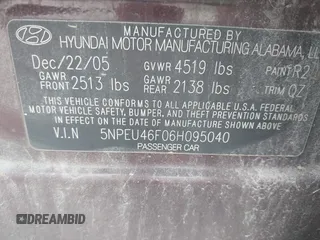 MANUFACTURED BY
HYUNDAI MOTOR MANUFACTURING ALABAMA, LLC
Dec/22/05 GVWR 4519 lbs PAINT R2
GAWR FRONT 2513 lbs GAWR REAR 2138 lbs TRIM QZ
THIS VEHICLE CONFORMS TO ALL APPLICABLE
U.S. FEDERAL MOTOR VEHICLE SAFETY, BUMPER,
AND THEFT PREVENTION STANDARDS IN EFFECT
ON THE DATE OF MANUFACTURE SHOWN ABOVE.
V.I.N 5NPEU46F06H095040
PASSENGER CAR
DREAMBID